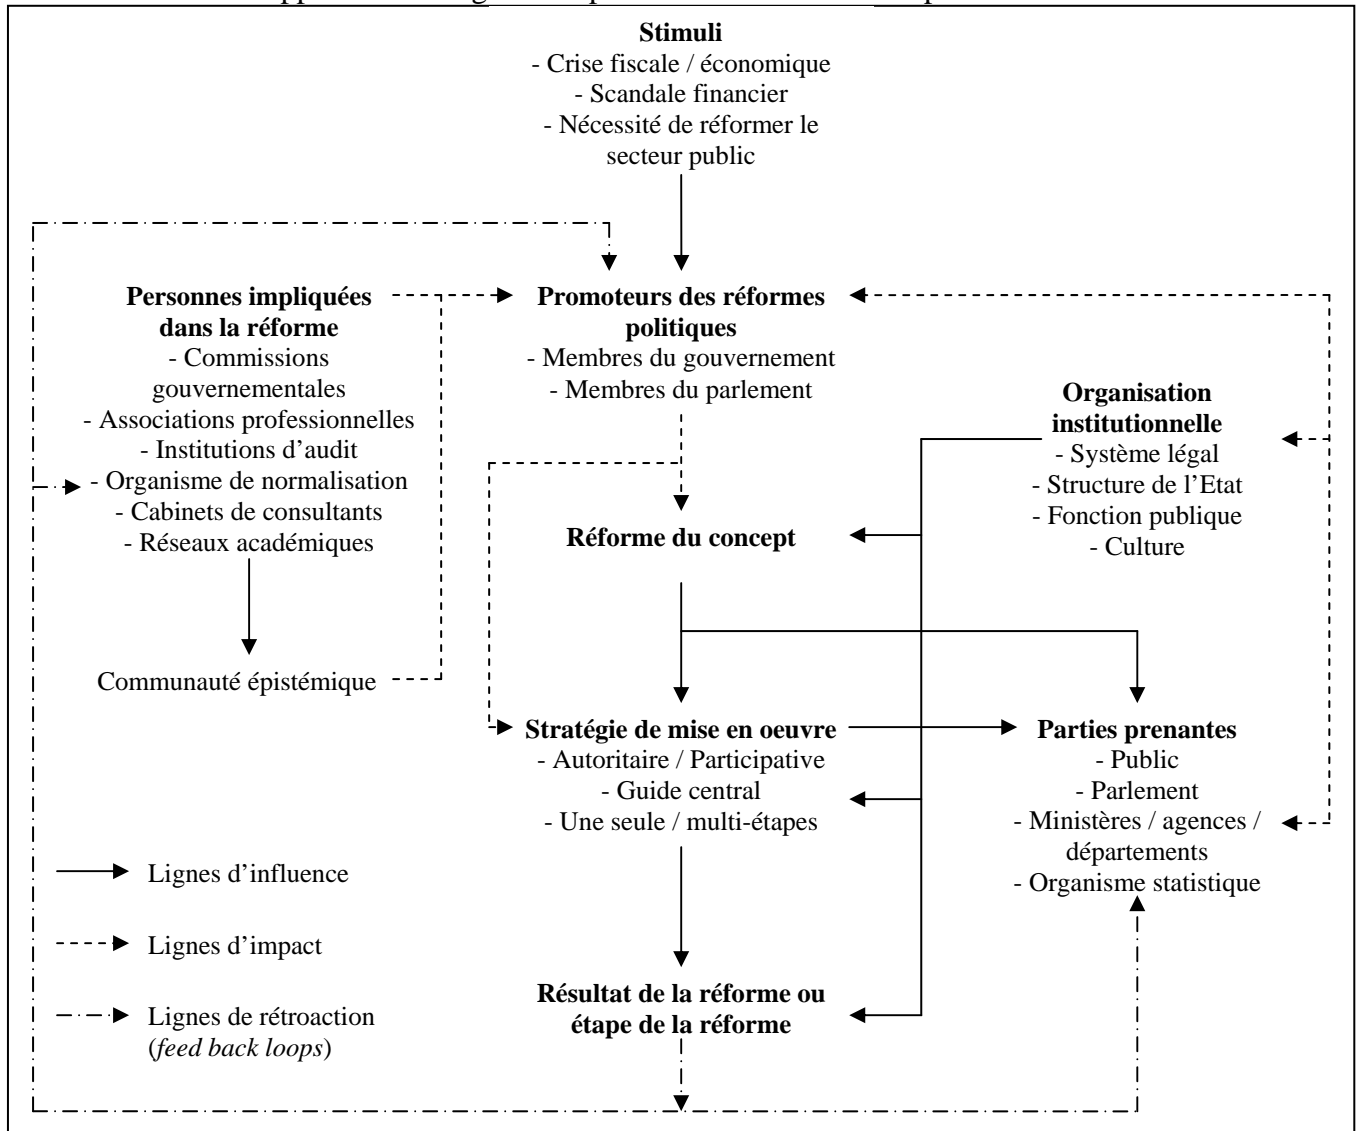 Stimuli
- Crise fiscale / économique
- Scandale financier
- Nécessité de réformer le
secteur public
Personnes impliquées
dans la réforme
- Commissions
gouvernementales
- Associations professionnelles
- Institutions d’audit
- Organisme de normalisation
- Cabinets de consultants
- Réseaux académiques
Communauté épistémique
Promoteurs des réformes
politiques
- Membres du gouvernement
- Membres du parlement
Organisation
institutionnelle
- Système légal
- Structure de l’Etat
- Fonction publique
- Culture
Réforme du concept
Stratégie de mise en oeuvre
- Autoritaire / Participative
- Guide central
- Une seule / multi-étapes
Parties prenantes
- Public
- Parlement
- Ministères / agences /
départements
- Organisme statistique
Résultat de la réforme ou
étape de la réforme
Lignes d’influence
Lignes d’impact
Lignes de rétroaction
(feed back loops)